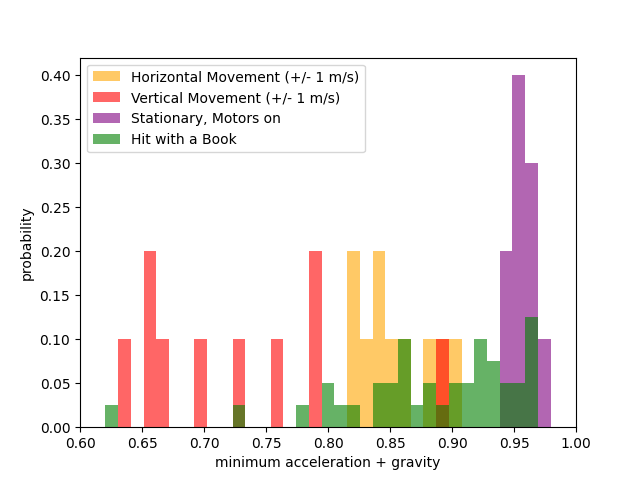 Horizontal Movement (+/- 1 m/s)
Vertical Movement (+/- 1 m/s)
Stationary, Motors on
Hit with a Book
0.40
0.35
0.30
0.25
0.20
0.15
0.10
0.05
0.00
probability
0.60 0.65 0.70 0.75 0.80 0.85 0.90 0.95 1.00
minimum acceleration + gravity